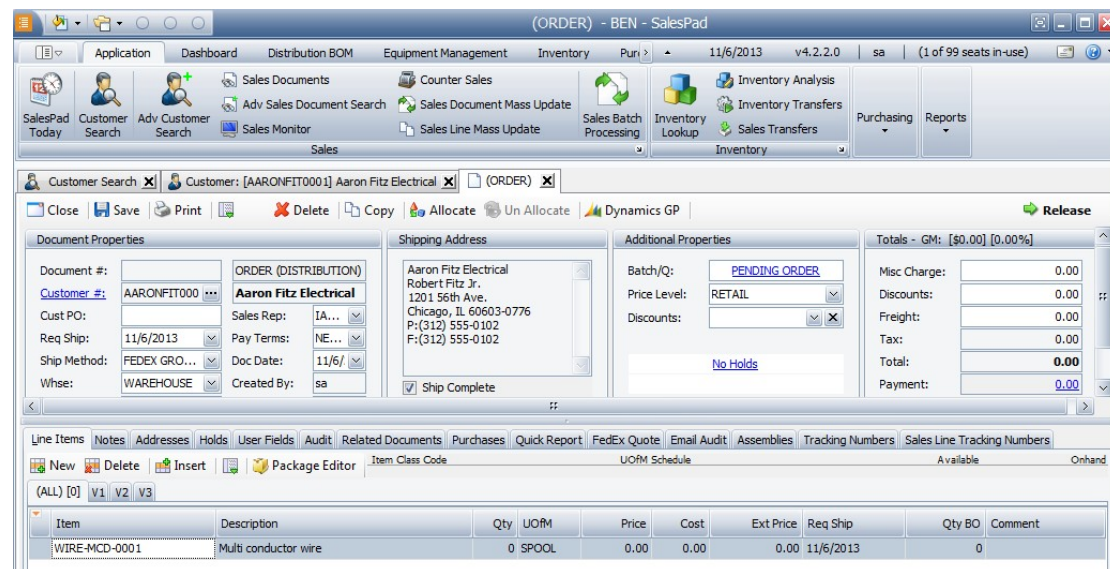 (ORDER) - BEN - SalesPad
Application Dashboard Distribution BOM Equipment Management Inventory 11/6/2013 v4.2.2.0 | sa | (1 of 99 seats in-use)
SalesPad Today
Customer Search
Adv Customer Search
Sales Documents
Adv Sales Document Search
Sales Monitor
Counter Sales
Sales Document Mass Update
Sales Line Mass Update
Sales Batch Processing
Sales
Inventory Lookup
Inventory Analysis
Inventory Transfers
Sales Transfers
Inventory
Purchasing
Reports
Customer Search Customer: [AARONFIT0001] Aaron Fitz Electrical (ORDER)
Close Save Print Delete Copy Allocate Un Allocate Dynamics GP Release
Document Properties
Document #: ORDER (DISTRIBUTION)
Customer #: AARONFIT000 ••• Aaron Fitz Electrical
Cust PO: Sales Rep: IA...
Req Ship: 11/6/2013 Pay Terms: NE...
Ship Method: FEDEX GRO... Doc Date: 11/6/
Whse: WAREHOUSE Created By: sa
Shipping Address
Aaron Fitz Electrical
Robert Fitz Jr.
1201 56th Ave.
Chicago, IL 60603-0776
P:(312) 555-0102
F:(312) 555-0102
Ship Complete
Additional Properties
Batch/Q: PENDING ORDER
Price Level: RETAIL
Discounts:
No Holds
Totals - GM: [$0.00] [0.00%]
Misc Charge: 0.00
Discounts: 0.00
Freight: 0.00
Tax: 0.00
Total: 0.00
Payment: 0.00
Line Items Notes Addresses Holds User Fields Audit Related Documents Purchases Quick Report FedEx Quote Email Audit Assemblies Tracking Numbers Sales Line Tracking Numbers
New Delete Insert Package Editor Item Class Code UOfM Schedule Available Onhand
(ALL) [0] V1 V2 V3
Item Description Qty UOfM Price Cost Ext Price Req Ship Qty BO Comment
WIRE-MCD-0001 Multi conductor wire 0 SPOOL 0.00 0.00 0.00 11/6/2013 0